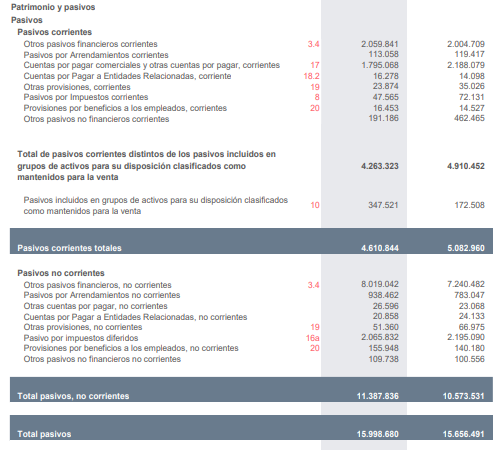 Patrimonio y pasivos
Pasivos
Pasivos corrientes
Otros pasivos financieros corrientes 3.4 2.059.841 2.004.709
Pasivos por Arrendamientos corrientes 113.058 119.417
Cuentas por pagar comerciales y otras cuentas por pagar, corrientes 17 1.795.068 2.188.079
Cuentas por Pagar a Entidades Relacionadas, corriente 18.2 16.278 14.098
Otras provisiones, corrientes 19 23.874 35.026
Pasivos por Impuestos corrientes 8 47.565 72.131
Provisiones por beneficios a los empleados, corrientes 20 16.453 14.527
Otros pasivos no financieros corrientes 191.186 462.465
Total de pasivos corrientes distintos de los pasivos incluidos en
grupos de activos para su disposición clasificados como 4.263.323 4.910.452
mantenidos para la venta
Pasivos incluidos en grupos de activos para su disposición clasificados
como mantenidos para la venta 10 347.521 172.508
Pasivos corrientes totales 4.610.844 5.082.960
Pasivos no corrientes
Otros pasivos financieros, no corrientes 3.4 8.019.042 7.240.482
Pasivos por Arrendamientos no corrientes 938.462 783.047
Otras cuentas por pagar, no corrientes 26.596 23.068
Cuentas por Pagar a Entidades Relacionadas, no corrientes 20.858 24.133
Otras provisiones, no corrientes 19 51.360 66.975
Pasivo por impuestos diferidos 16a 2.065.832 2.195.090
Provisiones por beneficios a los empleados, no corrientes 20 155.948 140.180
Otros pasivos no financieros no corrientes 109.738 100.556
Total pasivos, no corrientes 11.387.836 10.573.531
Total pasivos 15.998.680 15.656.491